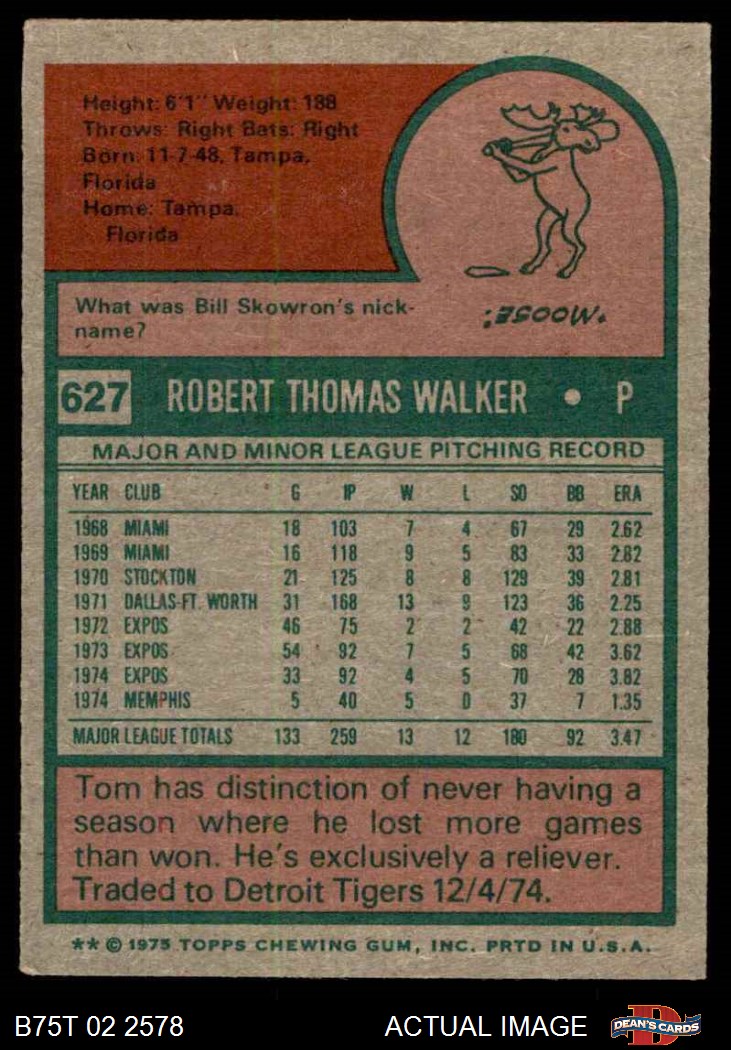 Height: 6'1" Weight: 188
Throws: Right Bats: Right
Born: 11-7-48, Tampa,
Florida
Home: Tampa,
Florida
What was Bill Skowron's nick-
name?
"MOOSE."
627 ROBERT THOMAS WALKER • P
MAJOR AND MINOR LEAGUE PITCHING RECORD
YEAR CLUB G IP W L SO BB ERA
1968 MIAMI 18 103 7 4 67 29 2.62
1969 MIAMI 16 118 9 5 83 33 2.82
1970 STOCKTON 21 125 8 8 129 39 2.81
1971 DALLAS-FT. WORTH 31 168 13 9 123 36 2.25
1972 EXPOS 46 75 2 2 42 22 2.88
1973 EXPOS 54 92 7 5 68 42 3.62
1974 EXPOS 33 92 4 5 70 28 3.82
1974 MEMPHIS 5 40 5 0 37 7 1.35
MAJOR LEAGUE TOTALS 133 259 13 12 180 92 3.47
Tom has distinction of never having a
season where he lost more games
than won. He's exclusively a reliever.
Traded to Detroit Tigers 12/4/74.
** © 1975 TOPPS CHEWING GUM, INC. PRTD IN U.S.A.
B75T 02 2578 ACTUAL IMAGE D DEAN'S CARDS